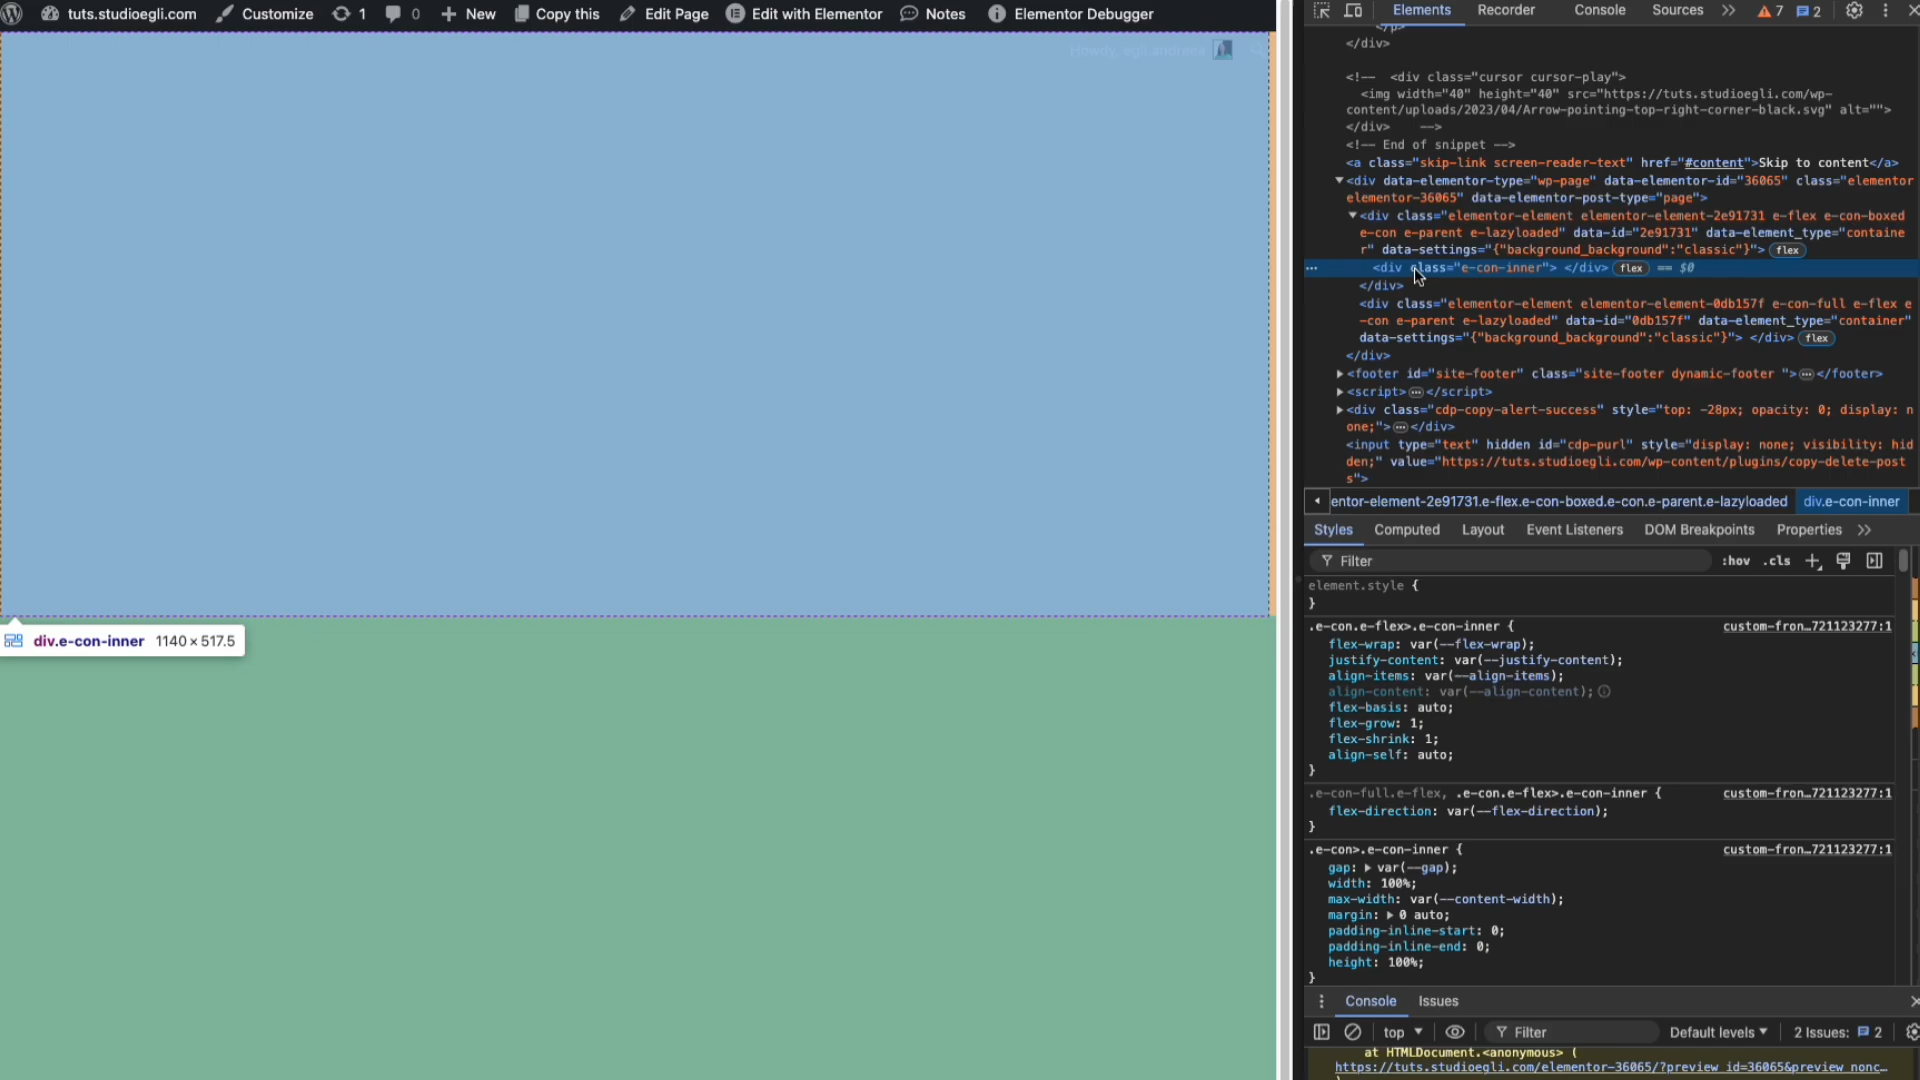 tuts.studioegli.com Customize 1 0 New Copy this Edit Page Edit with Elementor Notes Elementor Debugger
Howdy, egli.andreea
div.e-con-inner 1140 × 517.5
Elements Recorder Console Sources 7 2
</p>
</div>
<!-- <div class="cursor cursor-play">
<img width="40" height="40" src="https://tuts.studioegli.com/wp-
content/uploads/2023/04/Arrow-pointing-top-right-corner-black.svg" alt="">
</div> -->
<!-- End of snippet -->
<a class="skip-link screen-reader-text" href="#content">Skip to content</a>
<div data-elementor-type="wp-page" data-elementor-id="36065" class="elementor
elementor-36065" data-elementor-post-type="page">
<div class="elementor-element elementor-element-2e91731 e-flex e-con-boxed
e-con e-parent e-lazyloaded" data-id="2e91731" data-element_type="containe
r" data-settings="{"background_background":"classic"}"> flex
<div class="e-con-inner"> </div> flex == $0
</div>
<div class="elementor-element elementor-element-0db157f e-con-full e-flex e
-con e-parent e-lazyloaded" data-id="0db157f" data-element_type="container"
data-settings="{"background_background":"classic"}"> </div> flex
</div>
<footer id="site-footer" class="site-footer dynamic-footer ">…</footer>
<script>…</script>
<div class="cdp-copy-alert-success" style="top: -28px; opacity: 0; display: n
one;">…</div>
<input type="text" hidden id="cdp-purl" style="display: none; visibility: hid
den;" value="https://tuts.studioegli.com/wp-content/plugins/copy-delete-post
s">
entor-element-2e91731.e-flex.e-con-boxed.e-con.e-parent.e-lazyloaded div.e-con-inner
Styles Computed Layout Event Listeners DOM Breakpoints Properties
Filter :hov .cls
element.style {
}
.e-con.e-flex>.e-con-inner { custom-fron…721123277:1
flex-wrap: var(--flex-wrap);
justify-content: var(--justify-content);
align-items: var(--align-items);
align-content: var(--align-content);
flex-basis: auto;
flex-grow: 1;
flex-shrink: 1;
align-self: auto;
}
.e-con-full.e-flex, .e-con.e-flex>.e-con-inner { custom-fron…721123277:1
flex-direction: var(--flex-direction);
}
.e-con>.e-con-inner { custom-fron…721123277:1
gap: var(--gap);
width: 100%;
max-width: var(--content-width);
margin: 0 auto;
padding-inline-start: 0;
padding-inline-end: 0;
height: 100%;
}
Console Issues
top Filter Default levels 2 Issues: 2
at HTMLDocument.<anonymous> (
https://tuts.studioegli.com/elementor-36065/?preview_id=36065&preview_nonc…